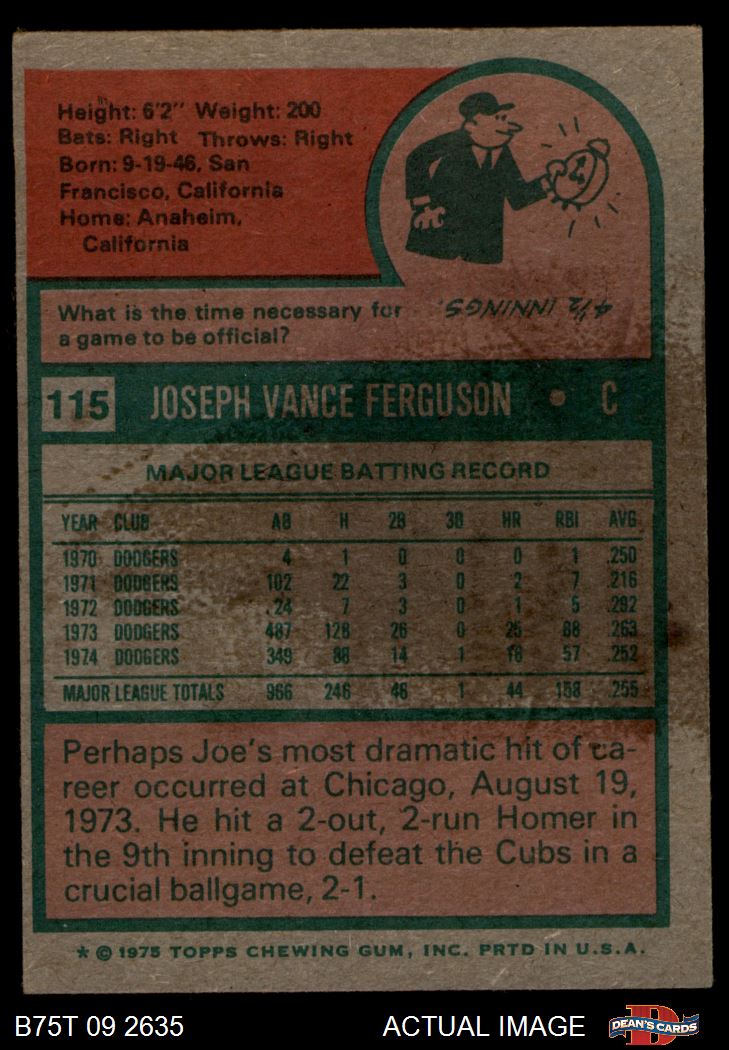 Height: 6'2" Weight: 200
Bats: Right Throws: Right
Born: 9-19-46, San
Francisco, California
Home: Anaheim,
California
What is the time necessary for
a game to be official?
4½ INNINGS.
115 JOSEPH VANCE FERGUSON • C
MAJOR LEAGUE BATTING RECORD
YEAR CLUB AB H 2B 3B HR RBI AVG
1970 DODGERS 4 1 0 0 0 1 .250
1971 DODGERS 102 22 3 0 2 7 .216
1972 DODGERS 24 7 3 0 1 5 .292
1973 DODGERS 487 128 26 0 25 88 .263
1974 DODGERS 349 88 14 1 16 57 .252
MAJOR LEAGUE TOTALS 966 246 46 1 44 158 .255
Perhaps Joe's most dramatic hit of ca-
reer occurred at Chicago, August 19,
1973. He hit a 2-out, 2-run Homer in
the 9th inning to defeat the Cubs in a
crucial ballgame, 2-1.
* © 1975 TOPPS CHEWING GUM, INC. PRTD IN U.S.A.
B75T 09 2635 ACTUAL IMAGE DEAN'S CARDS